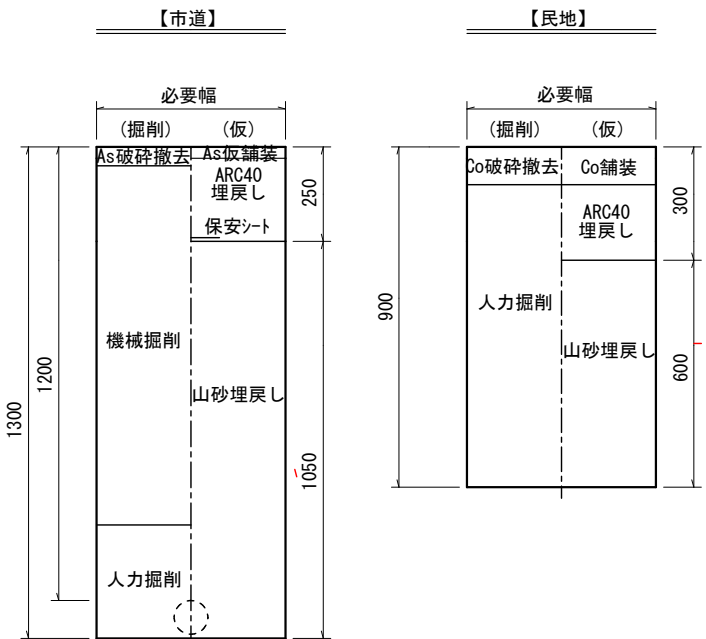 【市道】
必要幅
(掘削)
(仮)
As破砕撤去
As仮舗装
ARC40
埋戻し
保安シート
機械掘削
山砂埋戻し
人力掘削
1300
1200
250
1050
【民地】
必要幅
(掘削)
(仮)
Co破砕撤去
Co舗装
ARC40
埋戻し
人力掘削
山砂埋戻し
900
300
600